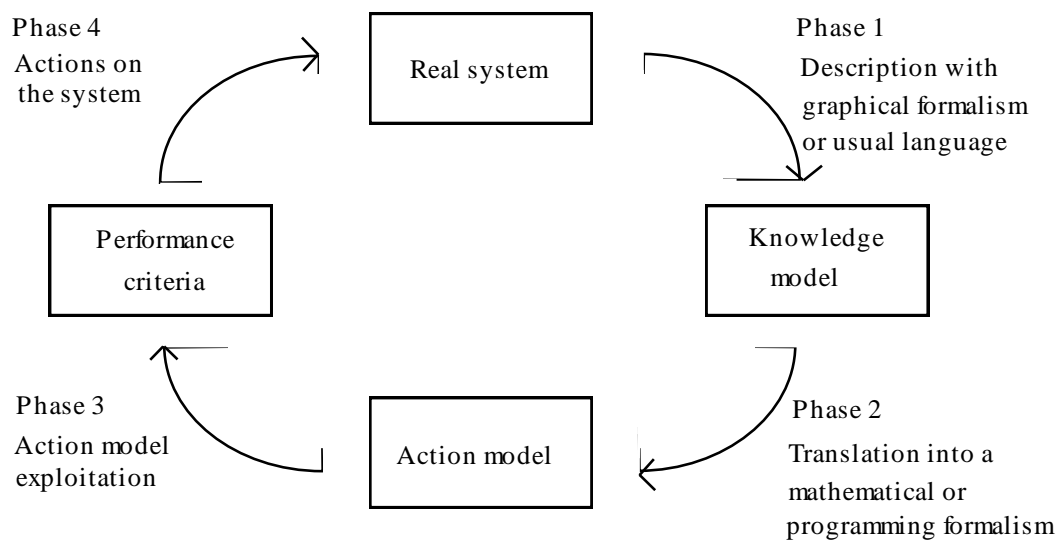 Phase 4
Actions on
the system
Real system
Phase 1
Description with
graphical formalism
or usual language
Performance
criteria
Knowledge
model
Phase 3
Action model
exploitation
Action model
Phase 2
Translation into a
mathematical or
programming formalism